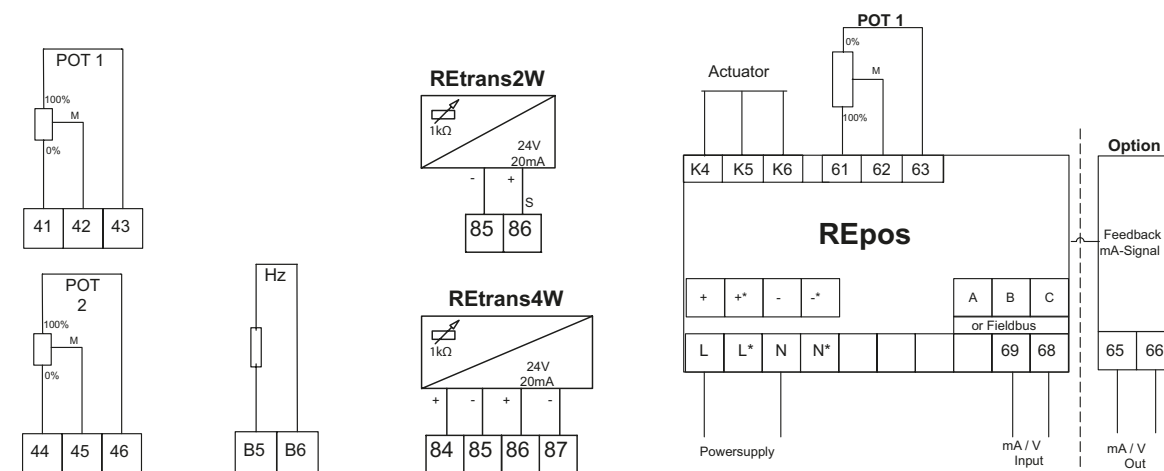 POT 1
100%
M
0%
41 42 43
POT
2
100%
M
0%
44 45 46
Hz
B5 B6
REtrans2W
1kΩ
24V
20mA
- +
S
85 86
REtrans4W
1kΩ
24V
20mA
+ - + -
84 85 86 87
POT 1
0%
M
100%
Actuator
K4 K5 K6 61 62 63
REpos
+ +* - -* A B C
or Fieldbus
L L* N N* 69 68
Powersupply
mA / V
Input
Option
Feedback
mA-Signal
65 66
mA / V
Out